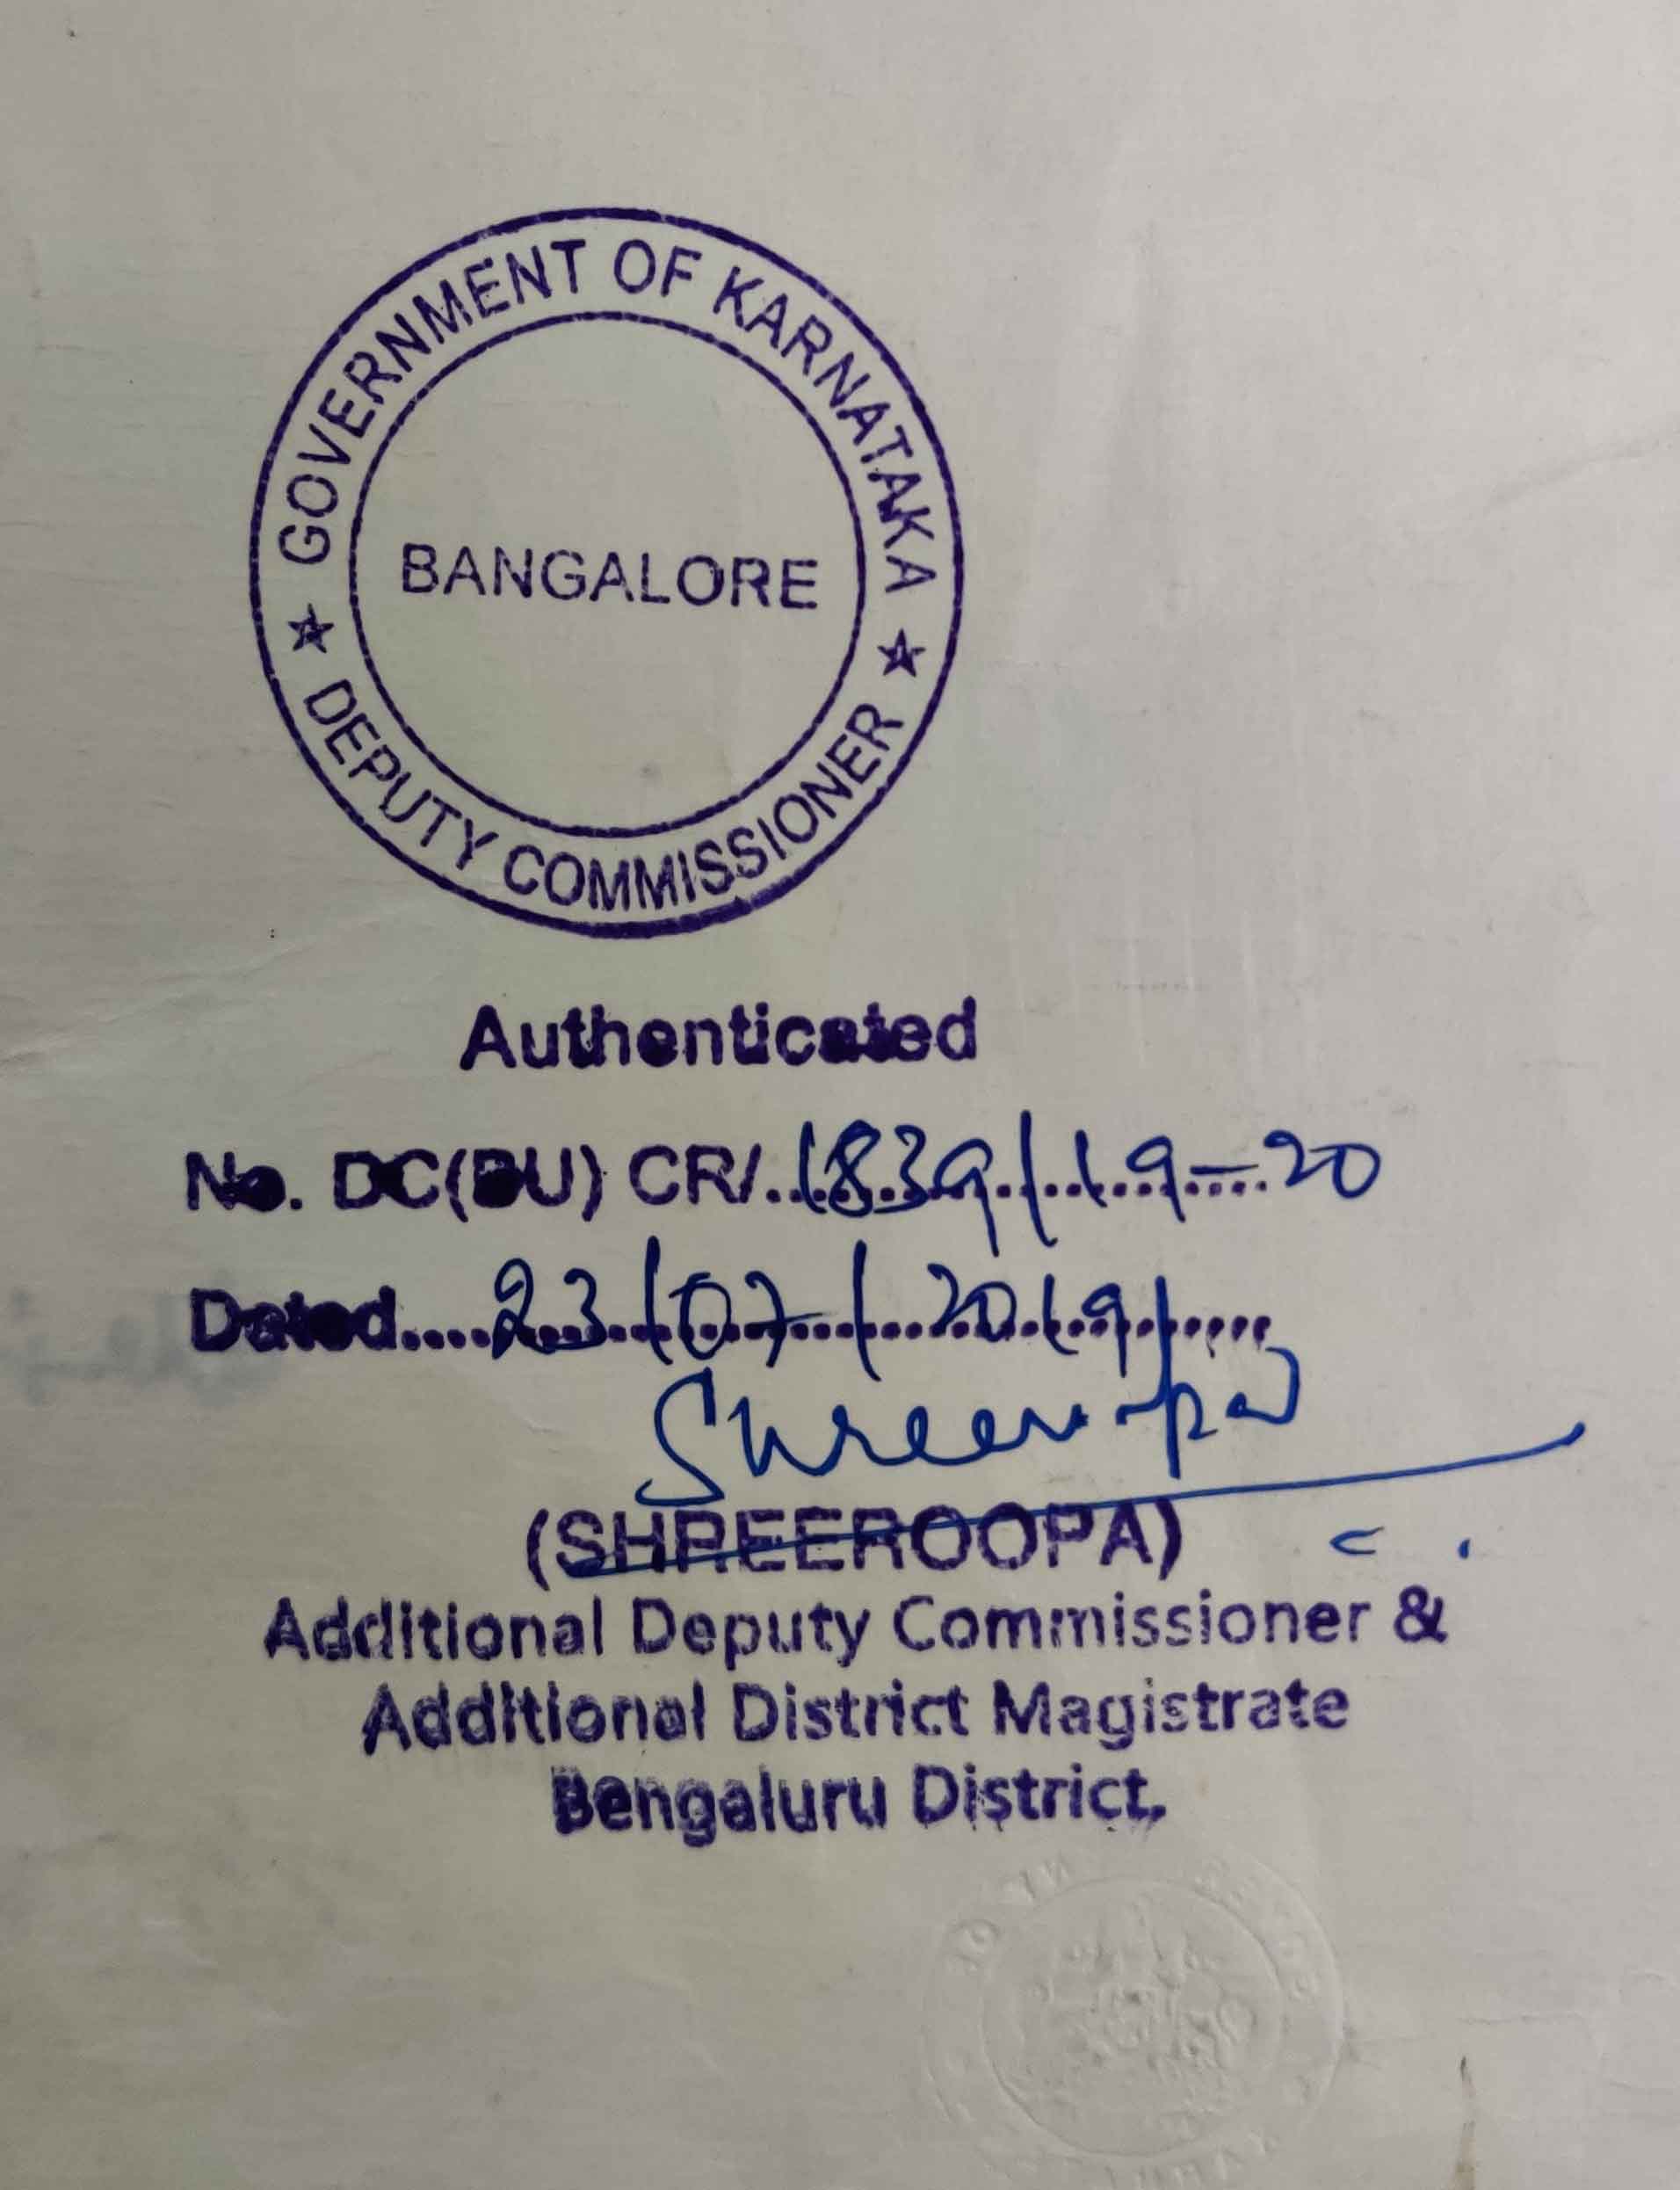 ★ GOVERNMENT OF KARNATAKA ★
BANGALORE
DEPUTY COMMISSIONER
Authenticated
No. DC(BU) CR/..1839/19-20
Dated....23/07/2019
(SHREEROOPA)
Additional Deputy Commissioner &
Additional District Magistrate
Bengaluru District.